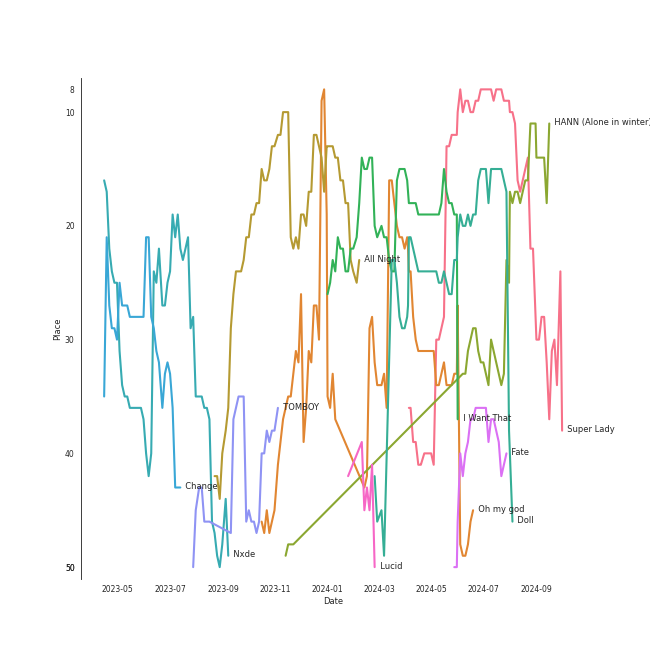 8
10
HANN (Alone in winter)
20
All Night
Place
30
TOMBOY
I Want That
Super Lady
40
Fate
Change
Oh my god
Doll
Nxde
50
Lucid
2023-05
2023-07
2023-09
2023-11
2024-01
2024-03
2024-05
2024-07
2024-09
Date